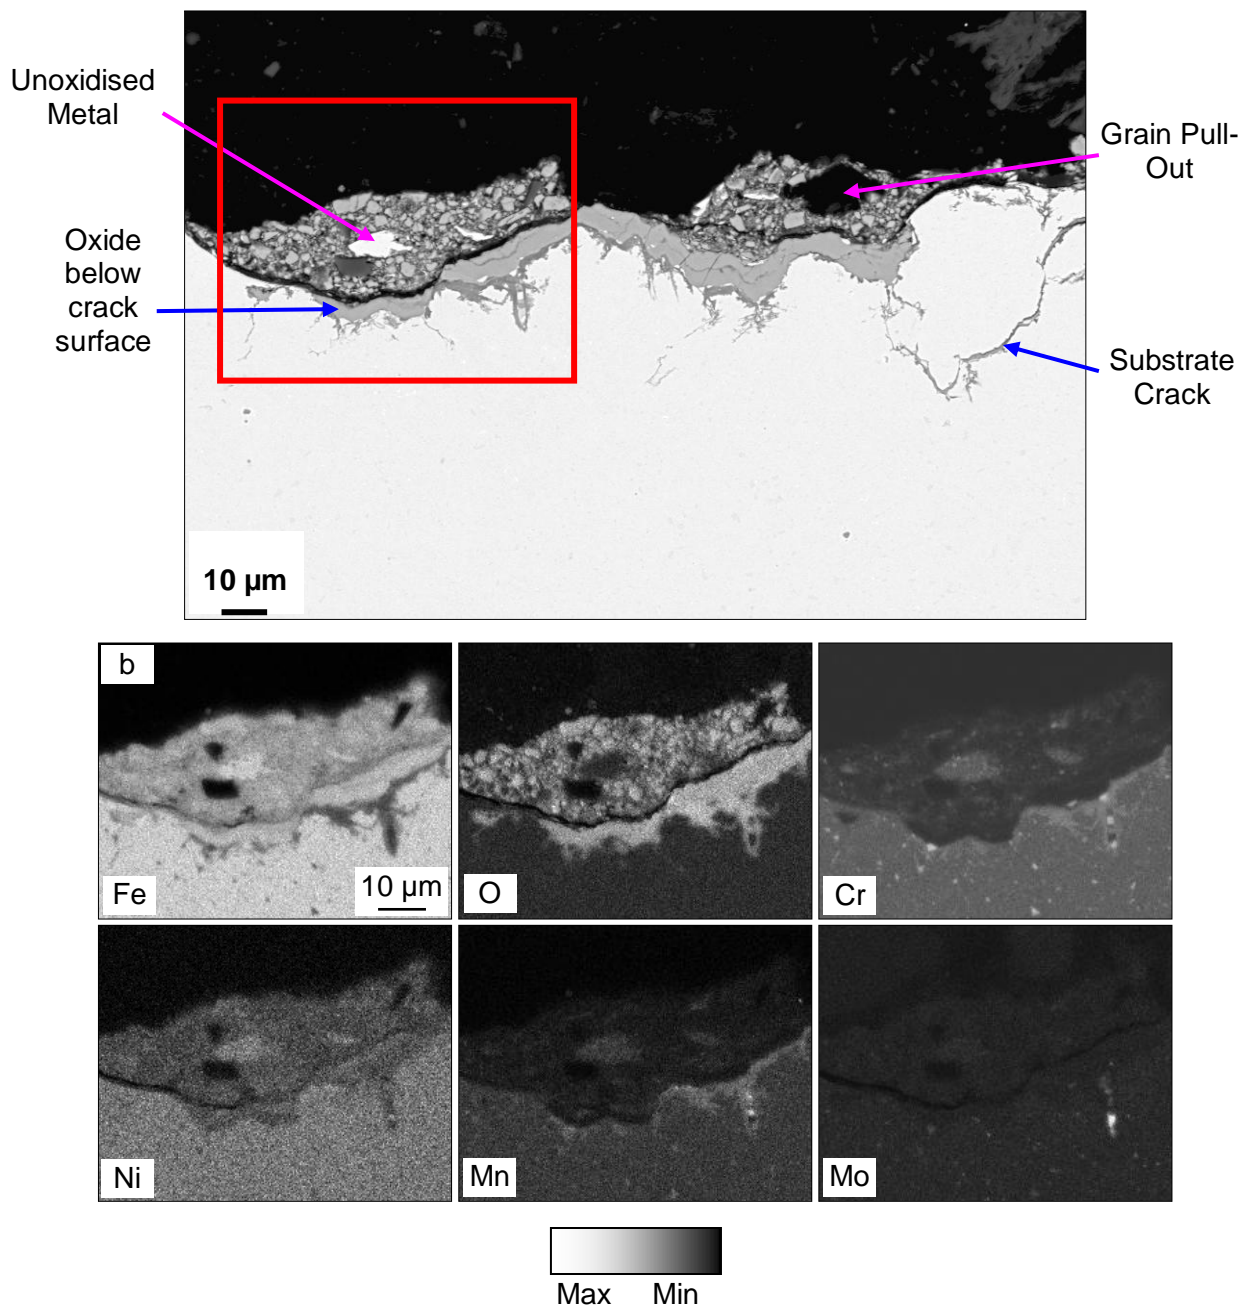 Unoxidised
Metal
Grain Pull-
Out
Oxide
below
crack
surface
Substrate
Crack
10 µm
b
Fe
10 µm
O
Cr
Ni
Mn
Mo
Max Min